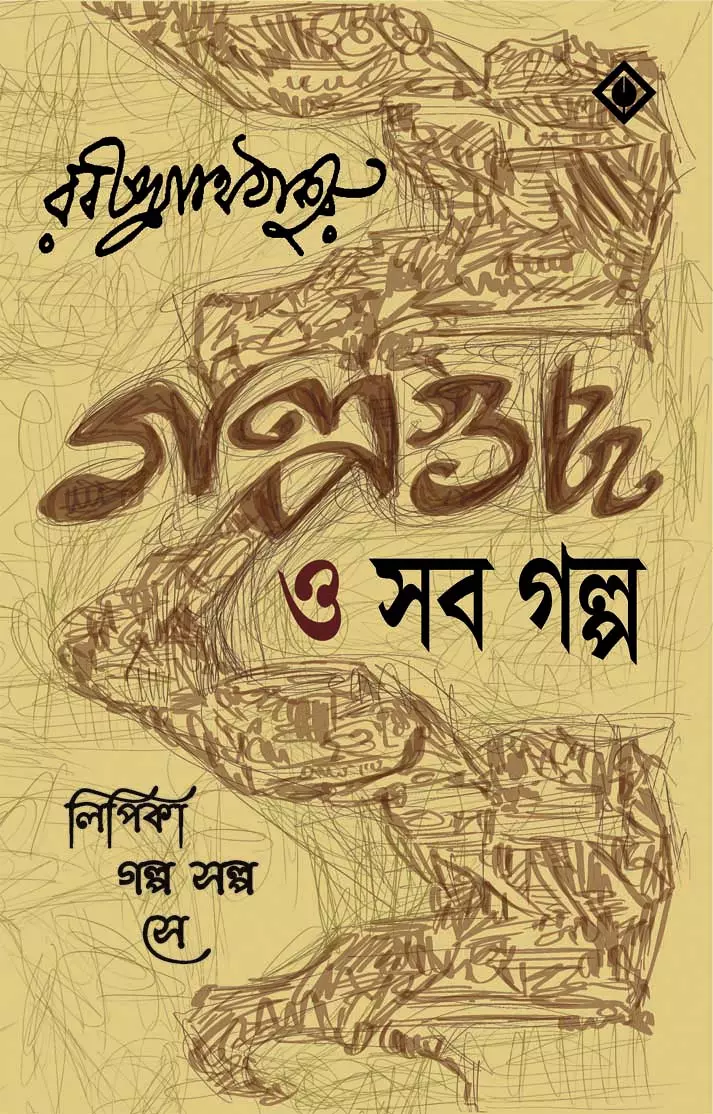 রবীন্দ্রনাথ ঠাকুর
গল্পগুচ্ছ
ও সব গল্প
লিপিকা
গল্প সল্প
সে